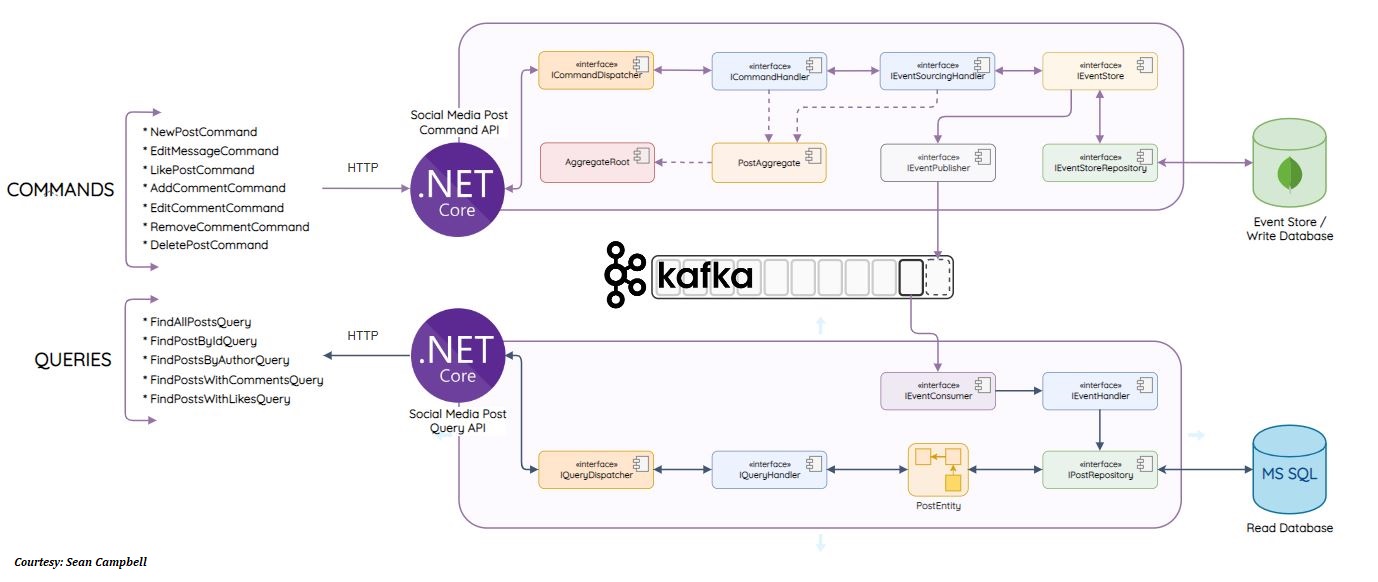 «interface»
ICommandDispatcher
«interface»
ICommandHandler
«interface»
IEventSourcingHandler
«interface»
IEventStore
Social Media Post
Command API
COMMANDS
* NewPostCommand
* EditMessageCommand
* LikePostCommand
* AddCommentCommand
* EditCommentCommand
* RemoveCommentCommand
* DeletePostCommand
HTTP
.NET
Core
AggregateRoot
PostAggregate
«interface»
IEventPublisher
«interface»
IEventStoreRepository
Event Store /
Write Database
kafka
QUERIES
* FindAllPostsQuery
* FindPostByIdQuery
* FindPostsByAuthorQuery
* FindPostsWithCommentsQuery
* FindPostsWithLikesQuery
HTTP
.NET
Core
Social Media Post
Query API
«interface»
IEventConsumer
«interface»
IEventHandler
«interface»
IQueryDispatcher
«interface»
IQueryHandler
PostEntity
«interface»
IPostRepository
MS SQL
Read Database
Courtesy: Sean Campbell